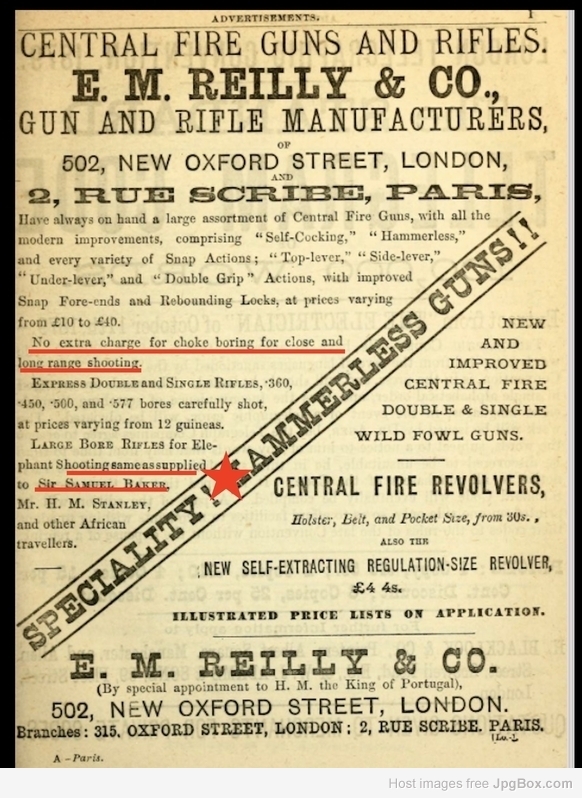 ADVERTISEMENTS. 1
CENTRAL FIRE GUNS AND RIFLES.
E. M. REILLY & CO.,
GUN AND RIFLE MANUFACTURERS,
OF
502, NEW OXFORD STREET, LONDON,
AND
2, RUE SCRIBE, PARIS,
Have always on hand a large assortment of Central Fire Guns, with all the
modern improvements, comprising "Self-Cocking," "Hammerless,"
and every variety of Snap Actions; "Top-lever," "Side-lever,"
"Under-lever," and "Double Grip" Actions, with improved
Snap Fore-ends and Rebounding Locks, at prices varying
from £10 to £40.
No extra charge for choke boring for close and
long range shooting.
EXPRESS DOUBLE AND SINGLE RIFLES, ·360,
·450, ·500, and ·577 bores carefully shot,
at prices varying from 12 guineas.
LARGE BORE RIFLES for Ele-
phant Shooting same as supplied
to SIR SAMUEL BAKER,
Mr. H. M. STANLEY,
and other African
travellers.
SPECIALITY! HAMMERLESS GUNS!!
NEW
AND
IMPROVED
CENTRAL FIRE
DOUBLE & SINGLE
WILD FOWL GUNS.
CENTRAL FIRE REVOLVERS,
Holster, Belt, and Pocket Size, from 30s.,
ALSO THE
NEW SELF-EXTRACTING REGULATION-SIZE REVOLVER,
£4 4s.
ILLUSTRATED PRICE LISTS ON APPLICATION.
E. M. REILLY & CO.
(By special appointment to H. M. the King of Portugal),
502, NEW OXFORD STREET, LONDON.
Branches: 315, OXFORD STREET, LONDON; 2, RUE SCRIBE, PARIS.
A – Paris.
Host images free JpgBox.com